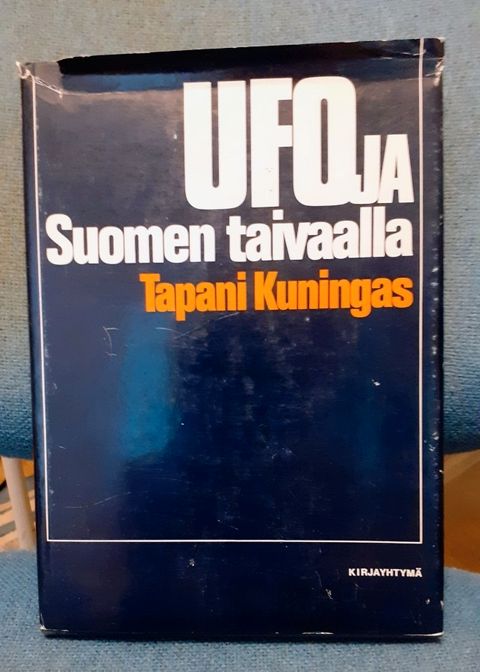 UFOJA
Suomen taivaalla
Tapani Kuningas
KIRJAYHTYMÄ